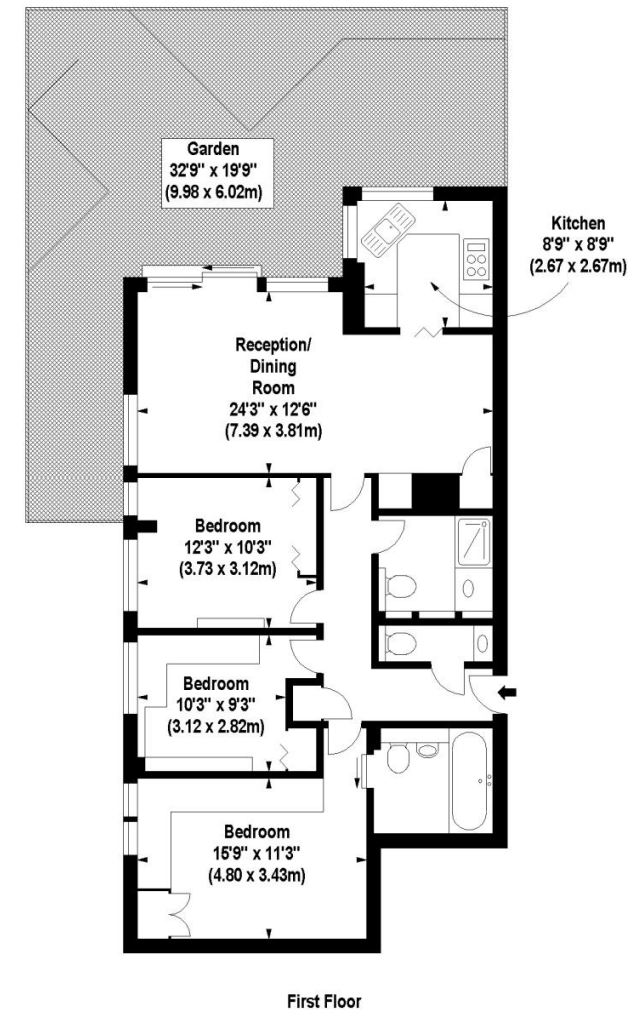 Garden
32'9" x 19'9"
(9.98 x 6.02m)
Kitchen
8'9" x 8'9"
(2.67 x 2.67m)
Reception/
Dining
Room
24'3" x 12'6"
(7.39 x 3.81m)
Bedroom
12'3" x 10'3"
(3.73 x 3.12m)
Bedroom
10'3" x 9'3"
(3.12 x 2.82m)
Bedroom
15'9" x 11'3"
(4.80 x 3.43m)
First Floor